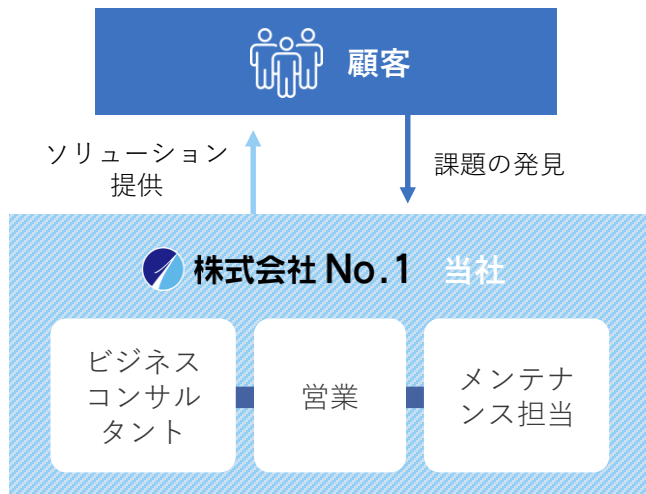 顧客
ソリューション
提供
課題の発見
株式会社 No.1 当社
ビジネス
コンサル
タント
営業
メンテナ
ンス担当